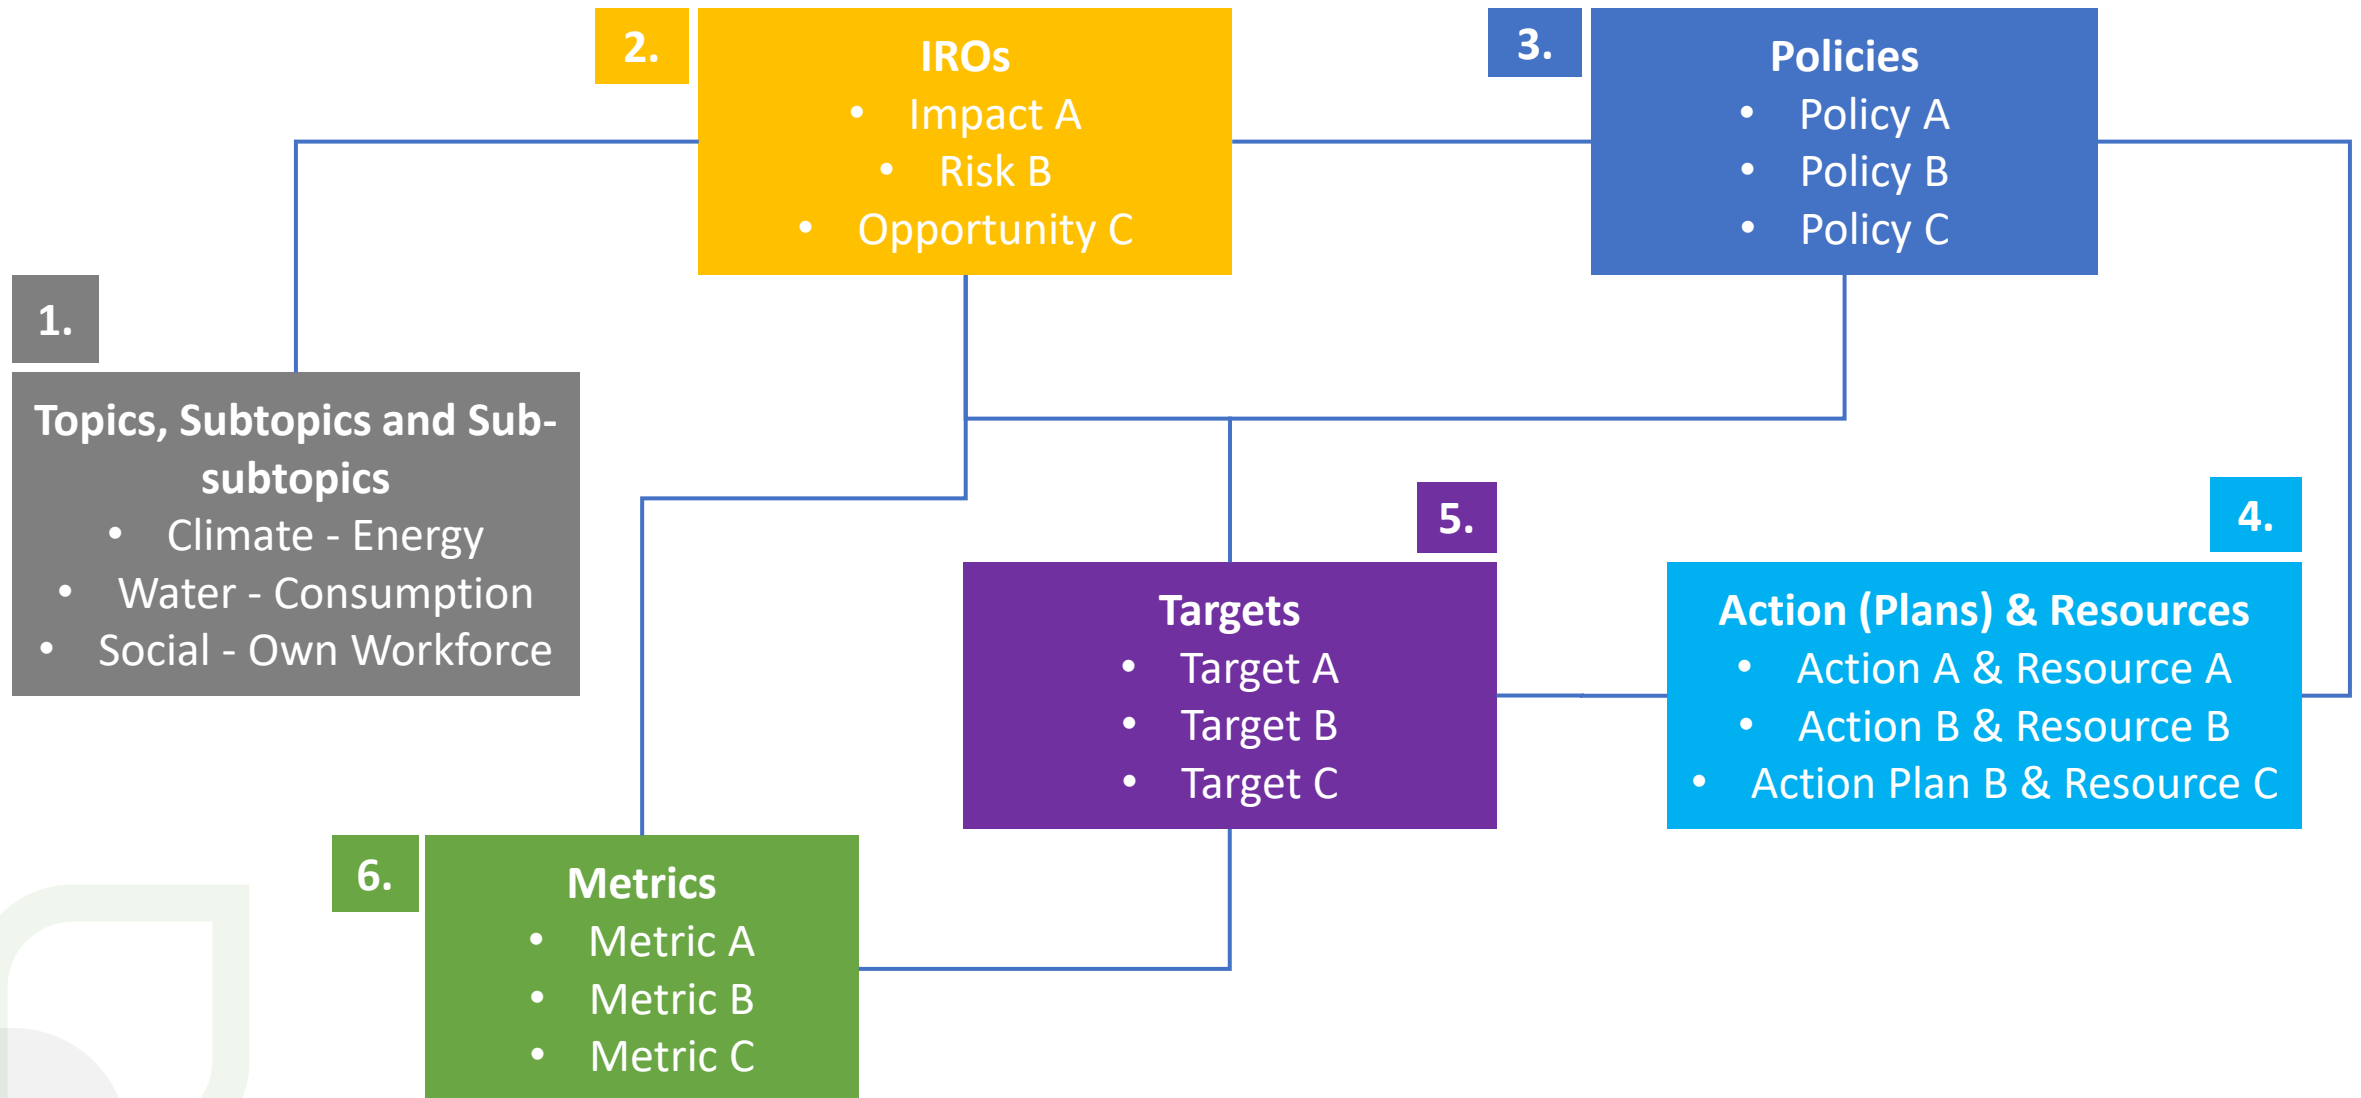 1.
Topics, Subtopics and Sub-
subtopics
• Climate - Energy
• Water - Consumption
• Social - Own Workforce
2.
IROs
• Impact A
• Risk B
• Opportunity C
3.
Policies
• Policy A
• Policy B
• Policy C
4.
Action (Plans) & Resources
• Action A & Resource A
• Action B & Resource B
• Action Plan B & Resource C
5.
Targets
• Target A
• Target B
• Target C
6.
Metrics
• Metric A
• Metric B
• Metric C